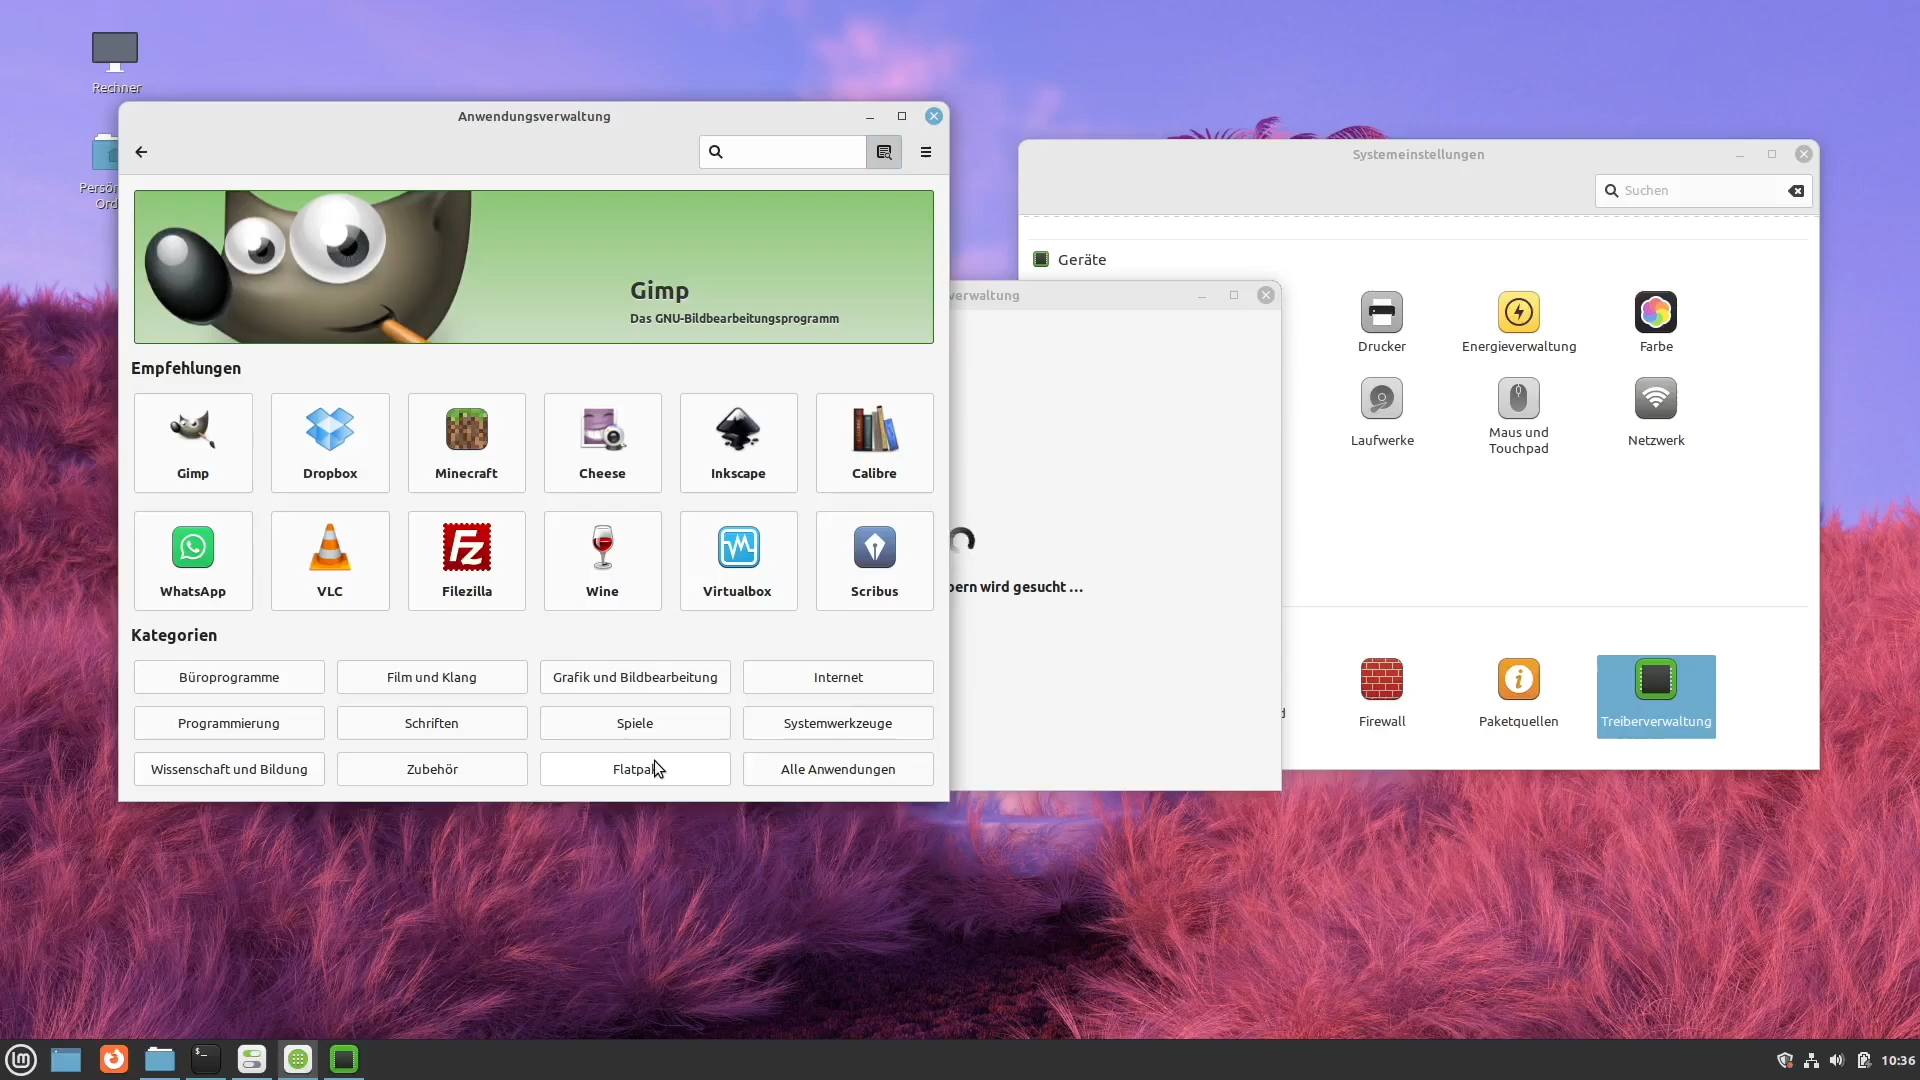 Rechner
Anwendungsverwaltung
Gimp
Das GNU-Bildbearbeitungsprogramm
Empfehlungen
Gimp
Dropbox
Minecraft
Cheese
Inkscape
Calibre
WhatsApp
VLC
Filezilla
Wine
Virtualbox
Scribus
Kategorien
Büroprogramme
Film und Klang
Grafik und Bildbearbeitung
Internet
Programmierung
Schriften
Spiele
Systemwerkzeuge
Wissenschaft und Bildung
Zubehör
Alle Anwendungen
wird gesucht ...
Systemeinstellungen
Suchen
Geräte
Drucker
Energieverwaltung
Farbe
Laufwerke
Maus und
Touchpad
Netzwerk
Firewall
Paketquellen
Treiberverwaltung
10:36